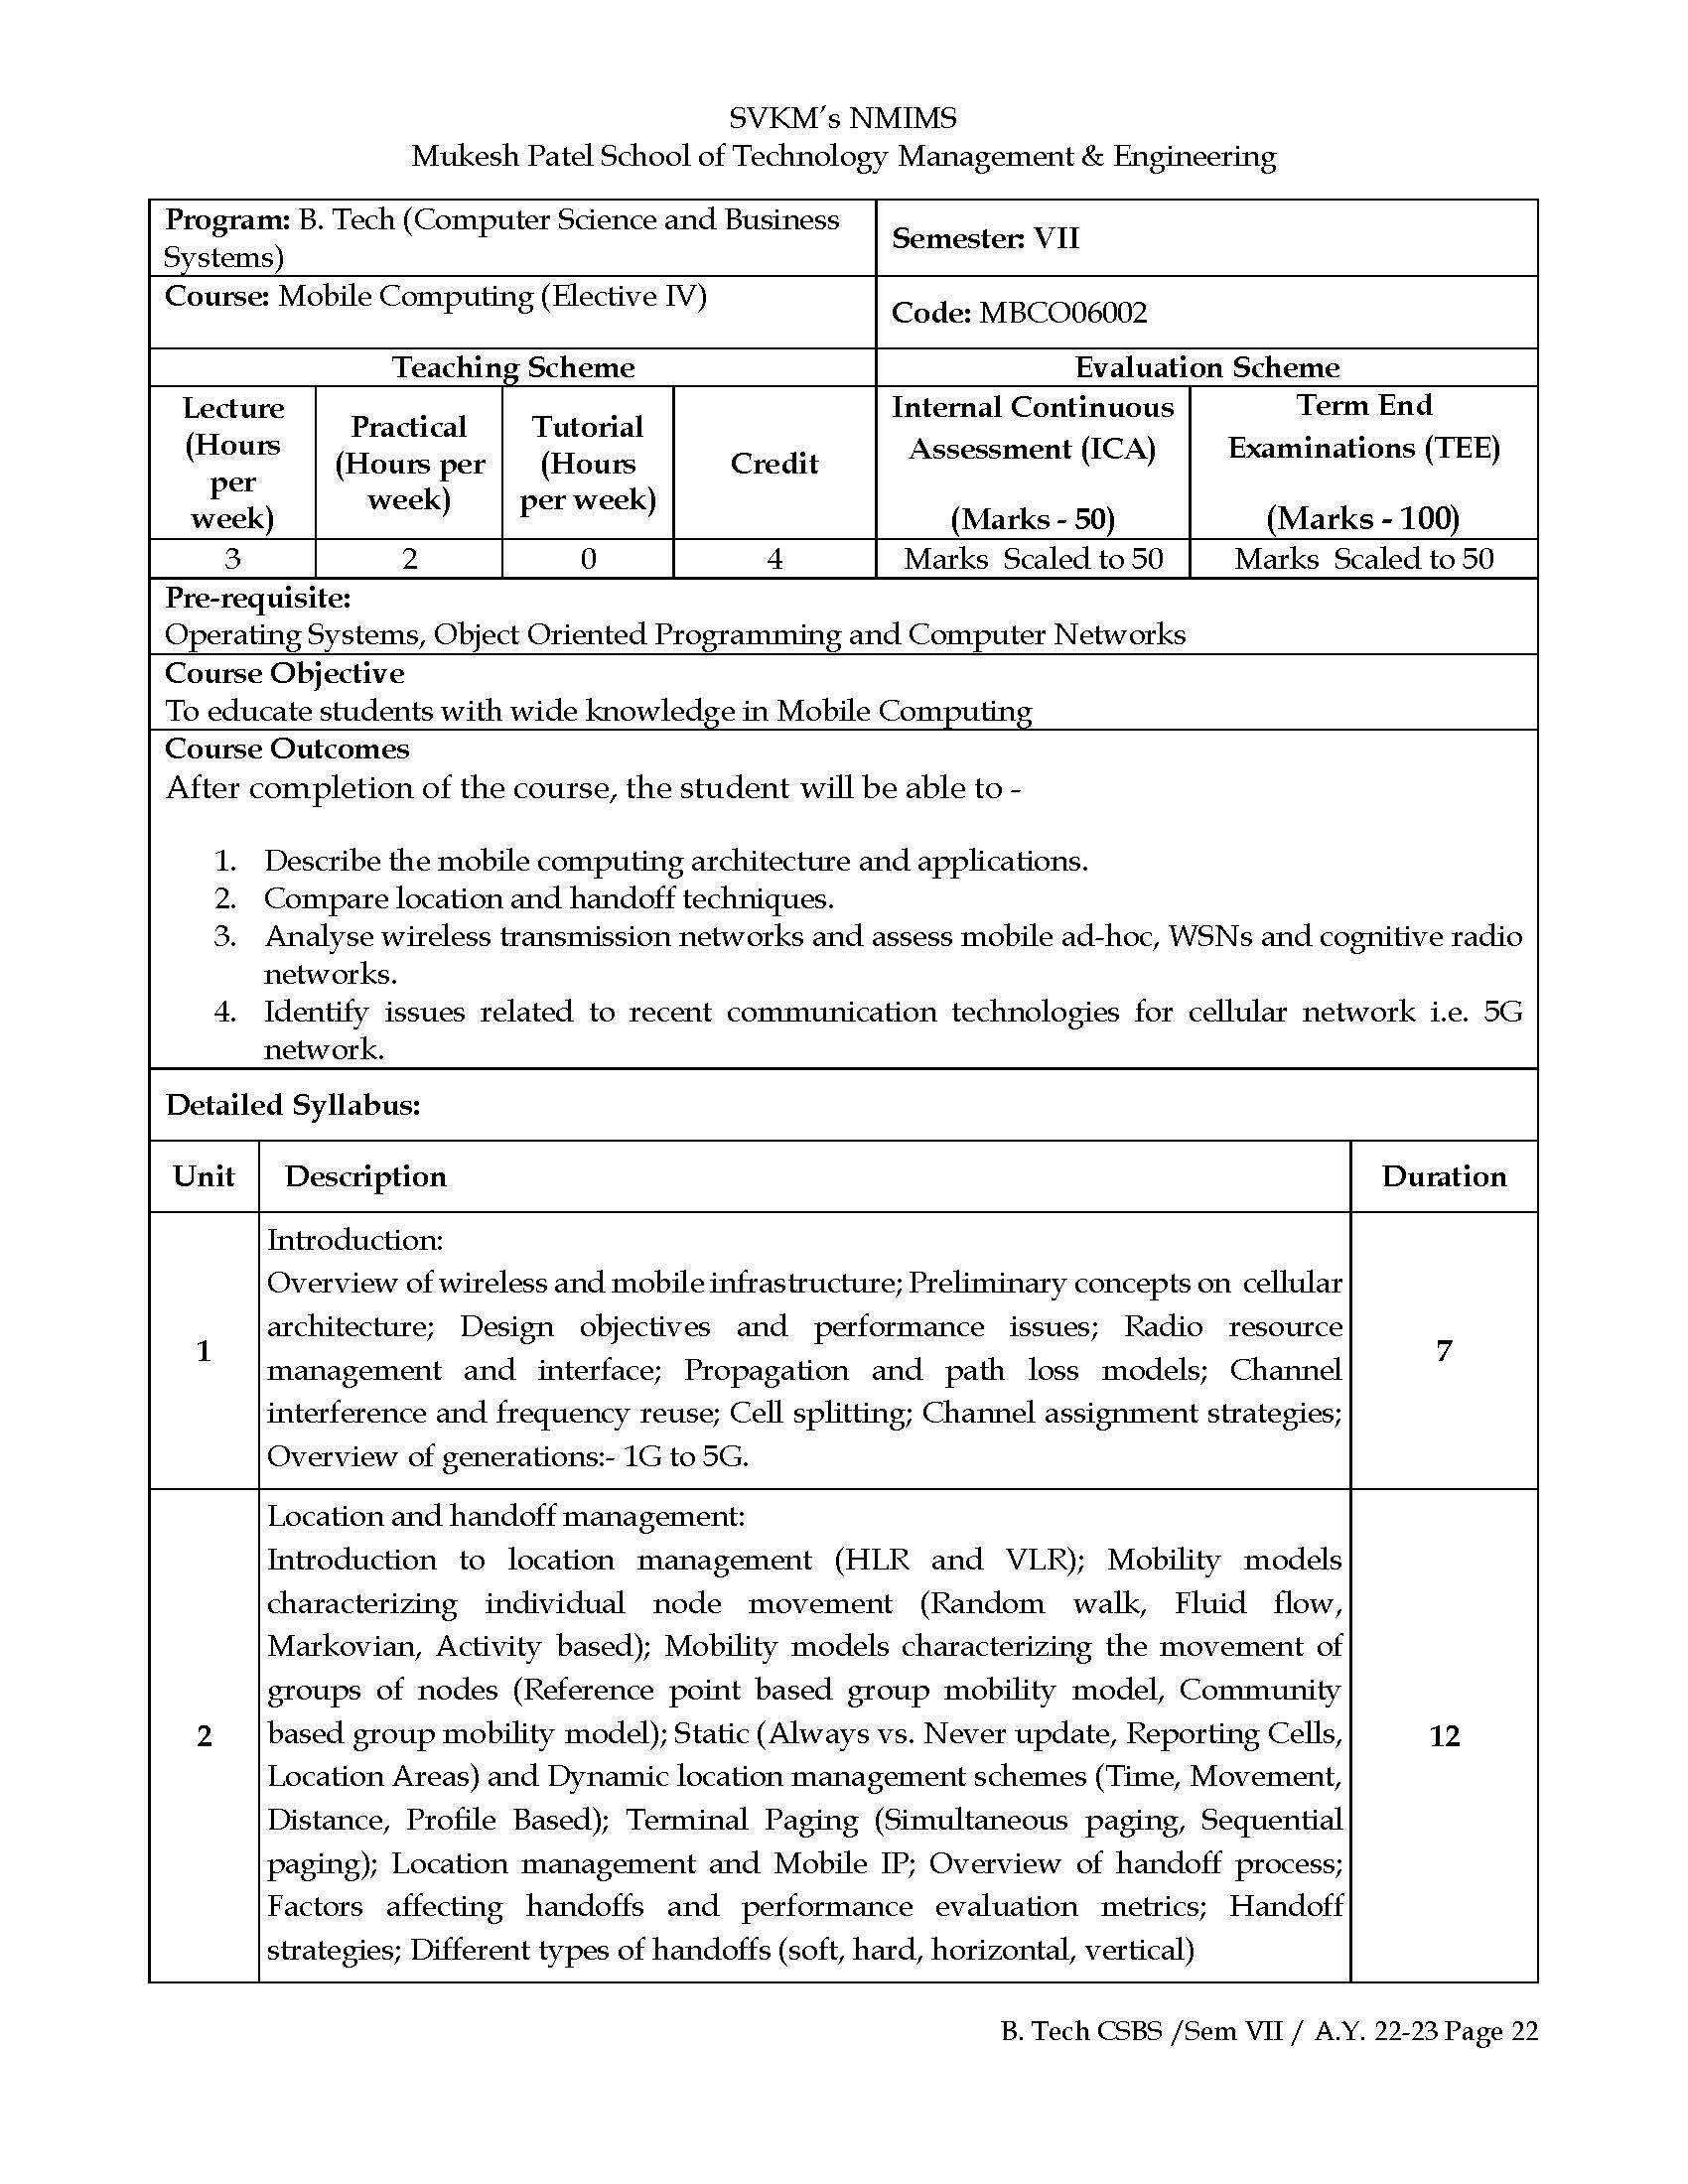 SVKM's NMIMS
Mukesh Patel School of Technology Management & Engineering
Program: B. Tech (Computer Science and Business
Systems)
Semester: VII
Course: Mobile Computing (Elective IV)
Code: MBCO06002
Teaching Scheme
Evaluation Scheme
Lecture
(Hours
per
week)
Practical
(Hours per
week)
Tutorial
(Hours
per week)
Credit
Internal Continuous
Assessment (ICA)
(Marks - 50)
Term End
Examinations (TEE)
(Marks - 100)
3
2
0
4
Marks Scaled to 50
Marks Scaled to 50
Pre-requisite:
Operating Systems, Object Oriented Programming and Computer Networks
Course Objective
To educate students with wide knowledge in Mobile Computing
Course Outcomes
After completion of the course, the student will be able to -
1. Describe the mobile computing architecture and applications.
2. Compare location and handoff techniques.
3. Analyse wireless transmission networks and assess mobile ad-hoc, WSNs and cognitive radio
networks.
4. Identify issues related to recent communication technologies for cellular network i.e. 5G
network.
Detailed Syllabus:
Unit
Description
Duration
1
Introduction:
Overview of wireless and mobile infrastructure; Preliminary concepts on cellular
architecture; Design objectives and performance issues; Radio resource
management and interface; Propagation and path loss models; Channel
interference and frequency reuse; Cell splitting; Channel assignment strategies;
Overview of generations:- 1G to 5G.
7
2
Location and handoff management:
Introduction to location management (HLR and VLR); Mobility models
characterizing individual node movement (Random walk, Fluid flow,
Markovian, Activity based); Mobility models characterizing the movement of
groups of nodes (Reference point based group mobility model, Community
based group mobility model); Static (Always vs. Never update, Reporting Cells,
Location Areas) and Dynamic location management schemes (Time, Movement,
Distance, Profile Based); Terminal Paging (Simultaneous paging, Sequential
paging); Location management and Mobile IP; Overview of handoff process;
Factors affecting handoffs and performance evaluation metrics; Handoff
strategies; Different types of handoffs (soft, hard, horizontal, vertical)
12
B. Tech CSBS /Sem VII / A.Y. 22-23 Page 22